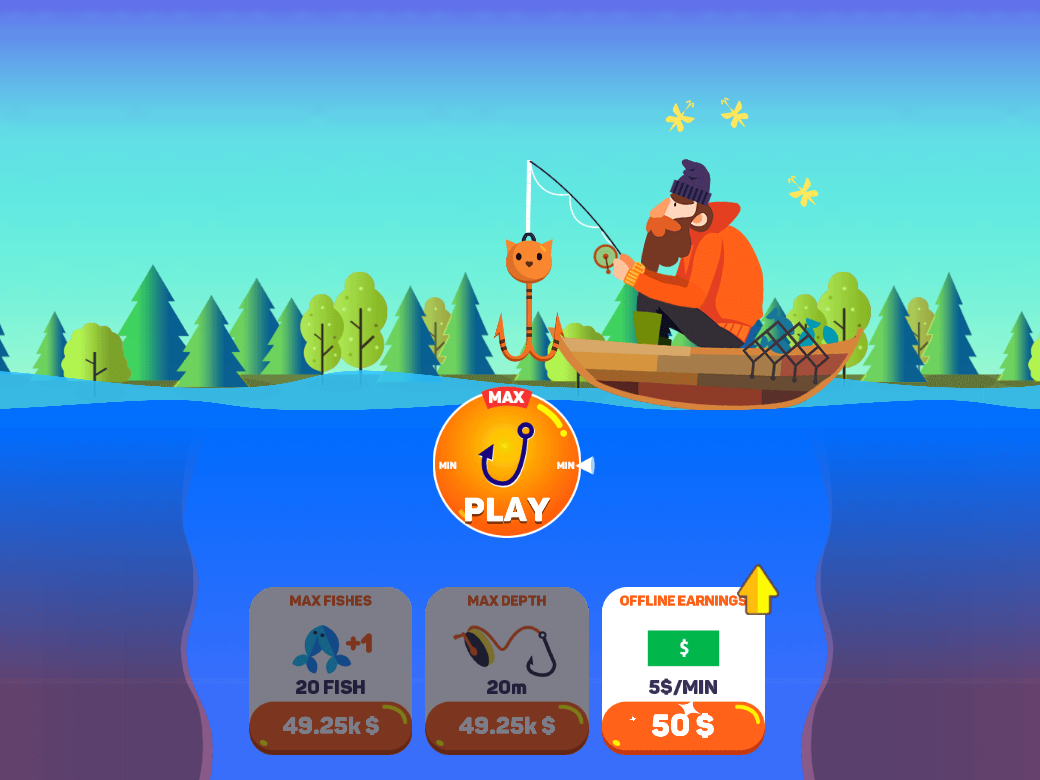 MAX
MIN
MIN
PLAY
MAX FISHES
+1
20 FISH
49.25k $
MAX DEPTH
20m
49.25k $
OFFLINE EARNINGS
$
5$/MIN
50 $